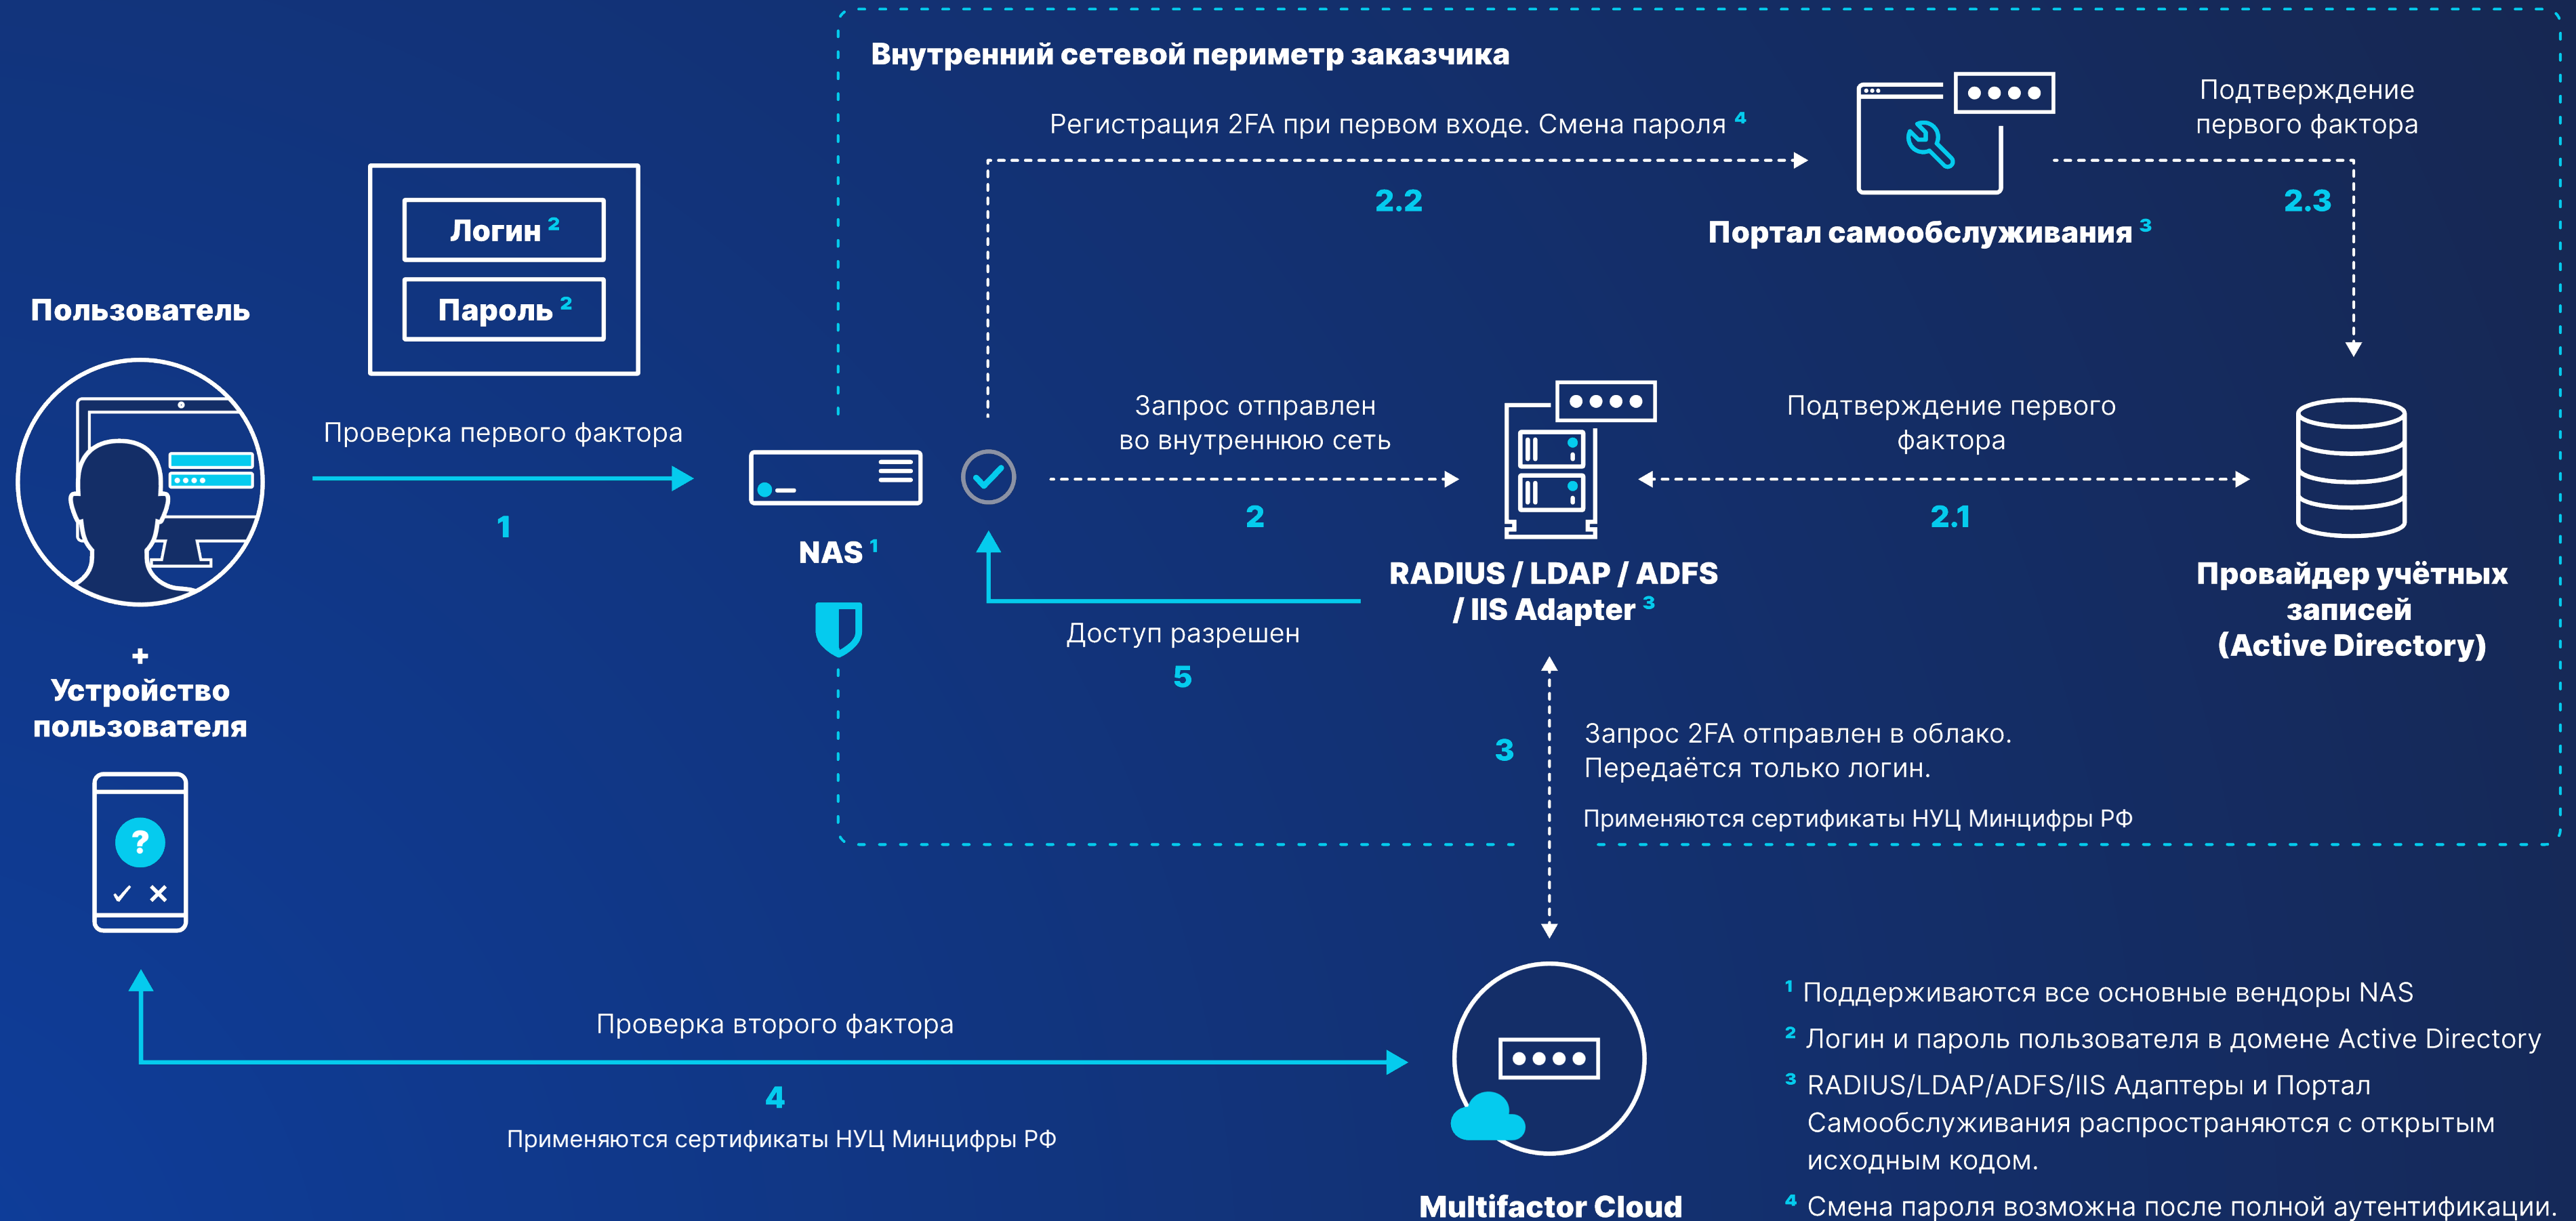 Внутренний сетевой периметр заказчика
Регистрация 2FA при первом входе. Смена пароля ⁴
2.2
Портал самообслуживания ³
Подтверждение
первого фактора
2.3
Логин ²
Пароль ²
Пользователь
Проверка первого фактора
1
NAS ¹
Запрос отправлен
во внутреннюю сеть
2
RADIUS / LDAP / ADFS
/ IIS Adapter ³
Подтверждение первого
фактора
2.1
Провайдер учётных
записей
(Active Directory)
Доступ разрешен
5
+
Устройство
пользователя
?
3
Запрос 2FA отправлен в облако.
Передаётся только логин.
Применяются сертификаты НУЦ Минцифры РФ
Проверка второго фактора
4
Применяются сертификаты НУЦ Минцифры РФ
Multifactor Cloud
¹ Поддерживаются все основные вендоры NAS
² Логин и пароль пользователя в домене Active Directory
³ RADIUS/LDAP/ADFS/IIS Адаптеры и Портал
Самообслуживания распространяются с открытым
исходным кодом.
⁴ Смена пароля возможна после полной аутентификации.